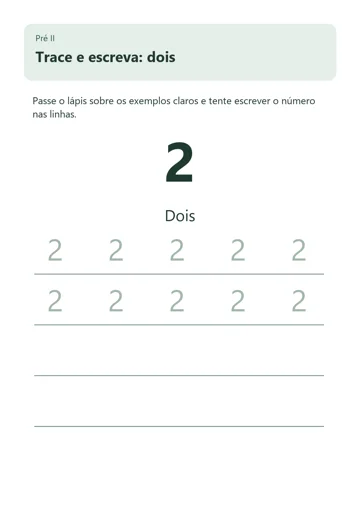 Pré II
Trace e escreva: dois
Passe o lápis sobre os exemplos claros e tente escrever o número
nas linhas.
2
Dois
2 2 2 2 2
2 2 2 2 2